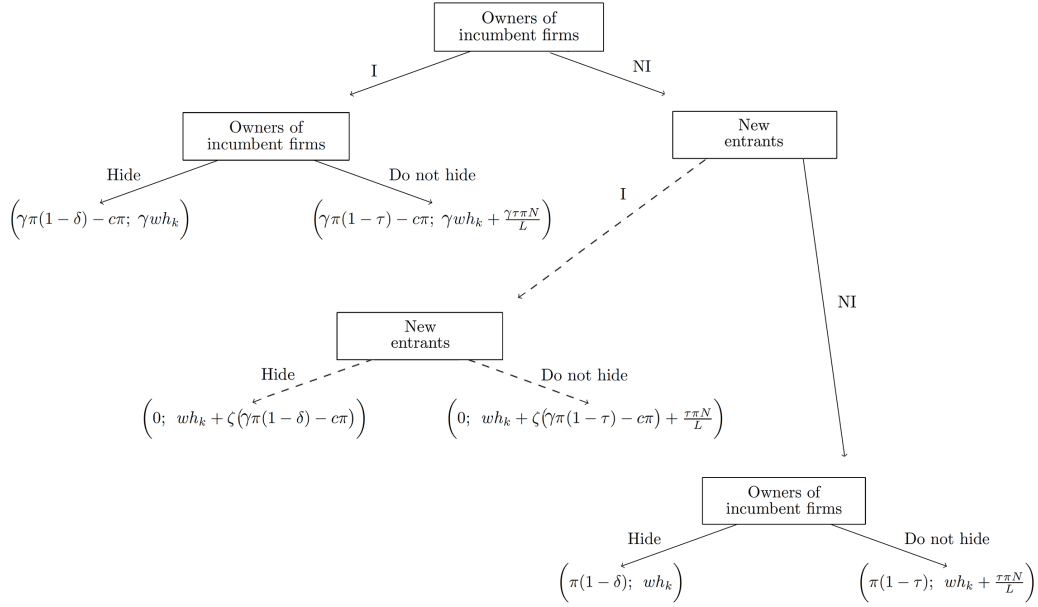 Owners of
incumbent firms
I
NI
Owners of
incumbent firms
New
entrants
Hide
Do not hide
I
(γπ(1 − δ) − cπ; γwh_k)
(γπ(1 − τ) − cπ; γwh_k + γτπN/L)
NI
New
entrants
Hide
Do not hide
(0; wh_k + ζ(γπ(1 − δ) − cπ))
(0; wh_k + ζ(γπ(1 − τ) − cπ) + τπN/L)
Owners of
incumbent firms
Hide
Do not hide
(π(1 − δ); wh_k)
(π(1 − τ); wh_k + τπN/L)